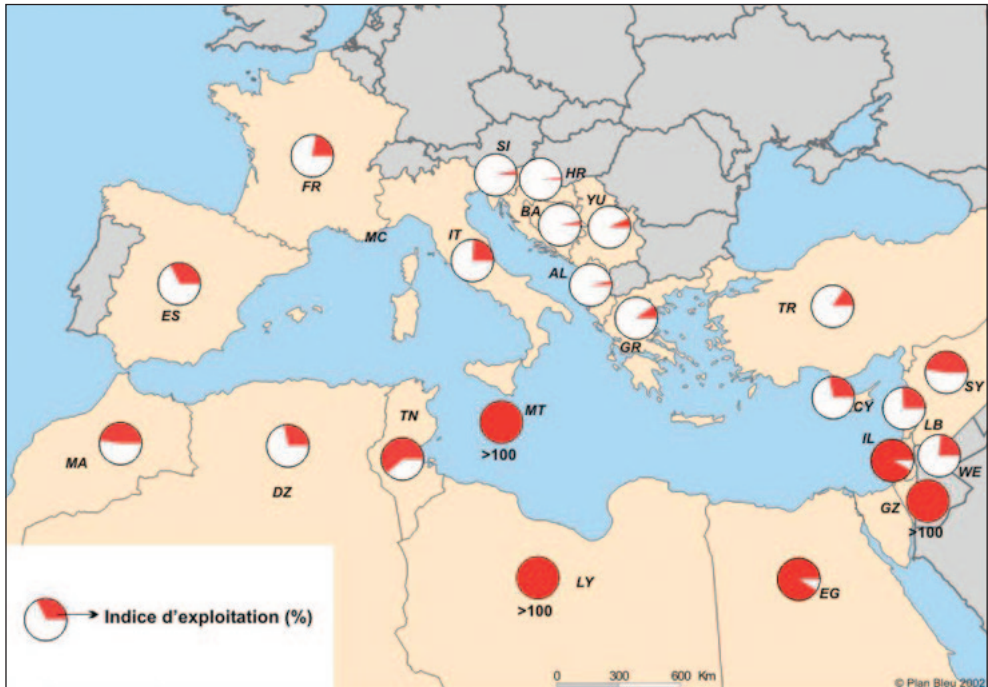 SI
HR
FR
BA
YU
MC
IT
AL
ES
TR
GR
SY
CY
TN
MT
LB
IL
MA
>100
WE
DZ
GZ
>100
LY
EG
>100
Indice d'exploitation (%)
0 300 600 Km
© Plan Bleu 2002